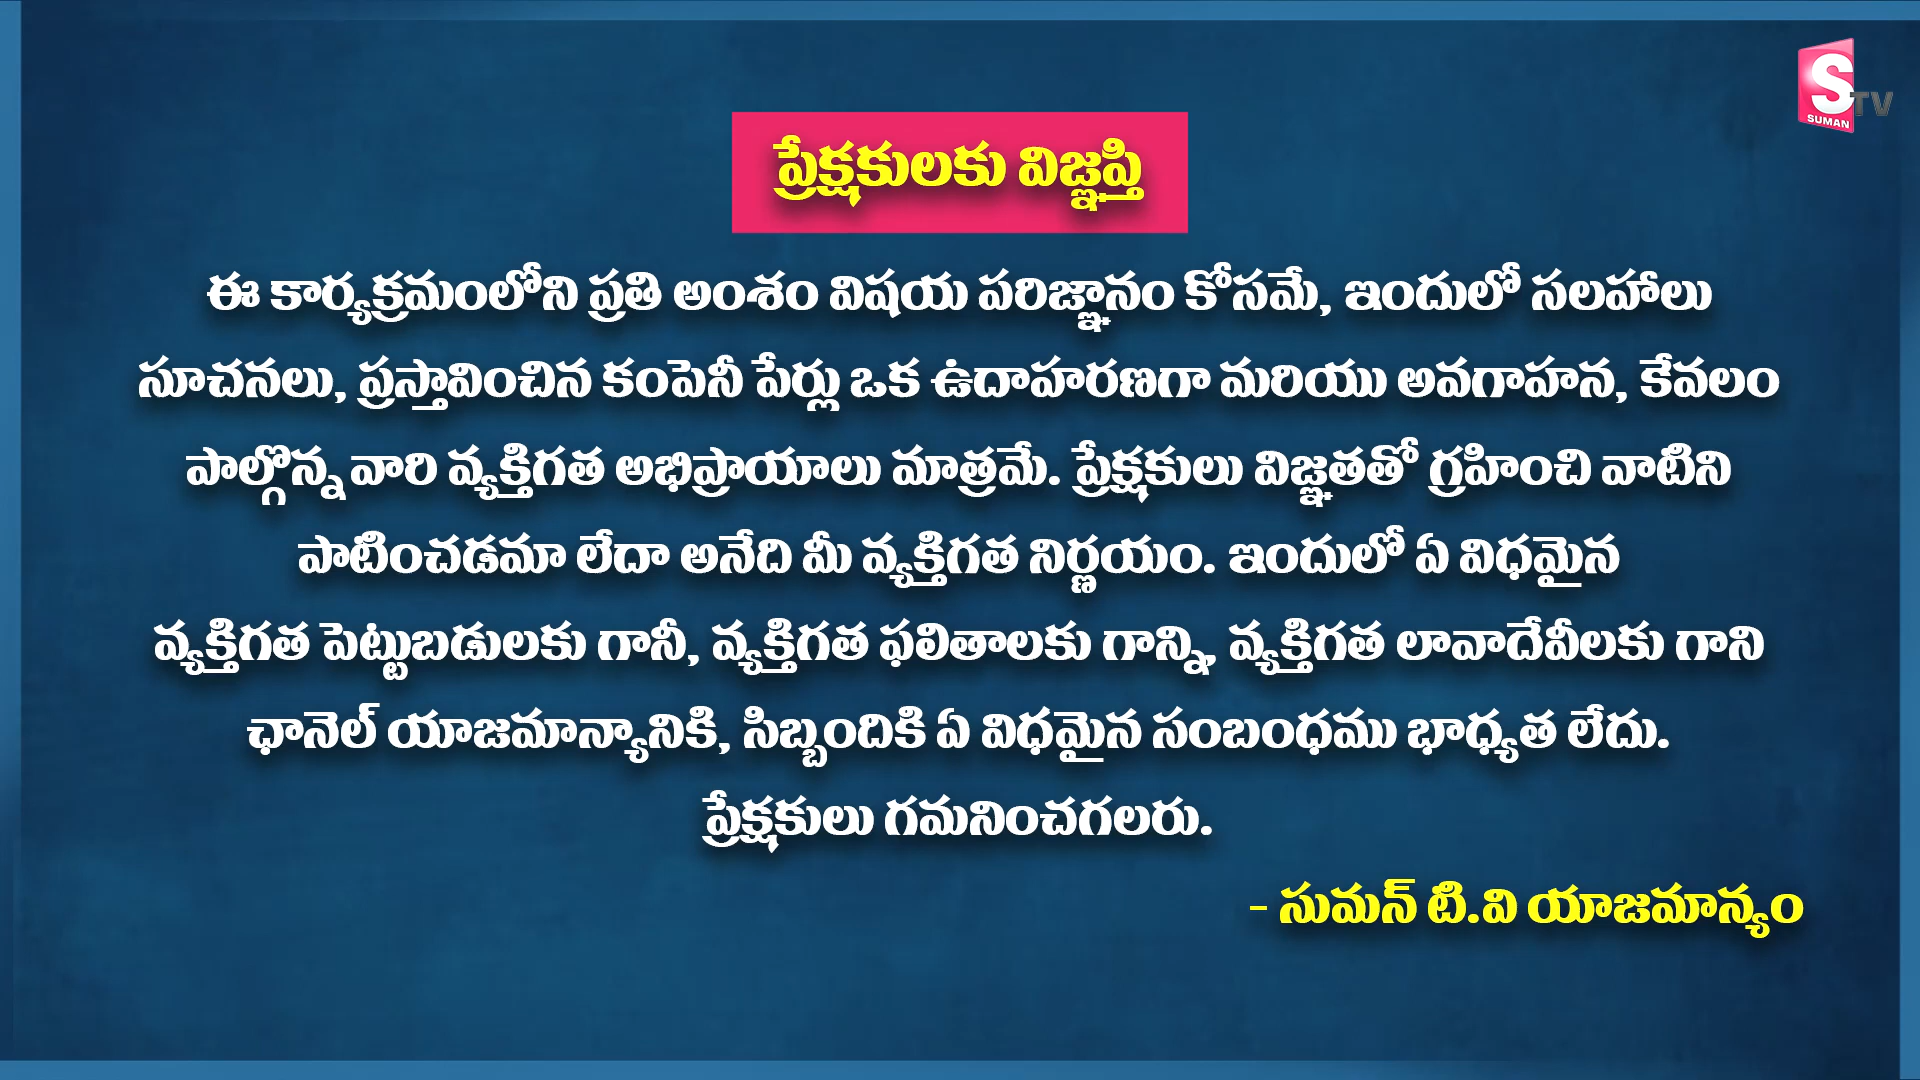 S
TV
SUMAN
ప్రేక్షకులకు విజ్ఞప్తి
ఈ కార్యక్రమంలోని ప్రతి అంశం విషయ పరిజ్ఞానం కోసమే, ఇందులో సలహాలు
సూచనలు, ప్రస్తావించిన కంపెనీ పేర్లు ఒక ఉదాహరణగా మరియు అవగాహన, కేవలం
పాల్గొన్న వారి వ్యక్తిగత అభిప్రాయాలు మాత్రమే. ప్రేక్షకులు విజ్ఞతతో గ్రహించి వాటిని
పాటించడమా లేదా అనేది మీ వ్యక్తిగత నిర్ణయం. ఇందులో ఏ విధమైన
వ్యక్తిగత పెట్టుబడులకు గానీ, వ్యక్తిగత ఫలితాలకు గాన్ని, వ్యక్తిగత లావాదేవీలకు గాని
ఛానెల్ యాజమాన్యానికి, సిబ్బందికి ఏ విధమైన సంబంధము భాధ్యత లేదు.
ప్రేక్షకులు గమనించగలరు.
- సుమన్ టి.వి యాజమాన్యం